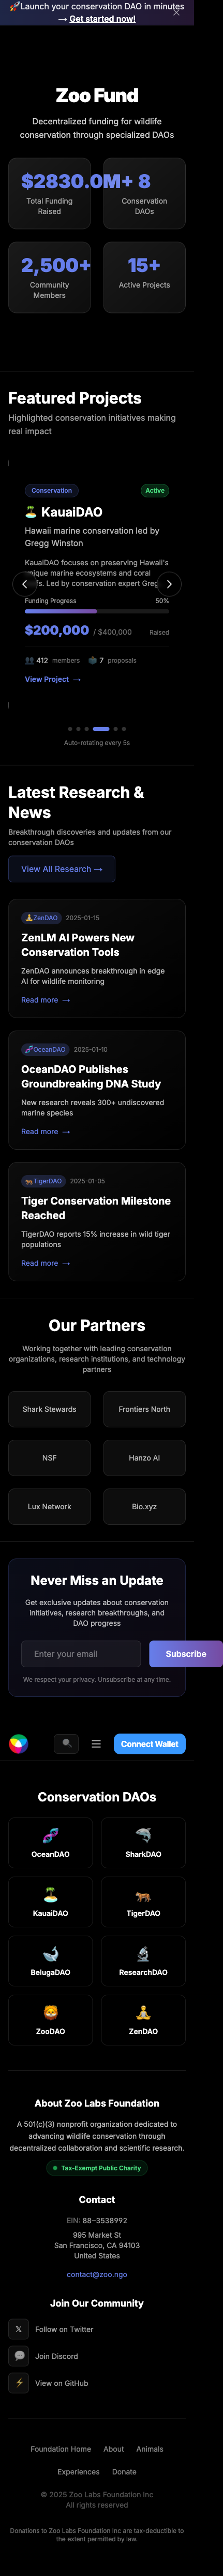 🚀Launch your conservation DAO in minutes
→ Get started now!
×
Zoo Fund
Decentralized funding for wildlife
conservation through specialized DAOs
$2830.0M+
Total Funding
Raised
8
Conservation
DAOs
2,500+
Community
Members
15+
Active Projects
Featured Projects
Highlighted conservation initiatives making
real impact
Conservation
Active
🏝️ KauaiDAO
Hawaii marine conservation led by
Gregg Winston
KauaiDAO focuses on preserving Hawaii's
unique marine ecosystems and coral
Led by conservation expert Greg
Funding Progress
50%
$200,000 / $400,000
Raised
👥 412 members
🗳️ 7 proposals
View Project →
Auto-rotating every 5s
Latest Research &
News
Breakthrough discoveries and updates from our
conservation DAOs
View All Research →
🧘ZenDAO 2025-01-15
ZenLM AI Powers New
Conservation Tools
ZenDAO announces breakthrough in edge
AI for wildlife monitoring
Read more →
🧬OceanDAO 2025-01-10
OceanDAO Publishes
Groundbreaking DNA Study
New research reveals 300+ undiscovered
marine species
Read more →
🐅TigerDAO 2025-01-05
Tiger Conservation Milestone
Reached
TigerDAO reports 15% increase in wild tiger
populations
Read more →
Our Partners
Working together with leading conservation
organizations, research institutions, and technology
partners
Shark Stewards
Frontiers North
NSF
Hanzo AI
Lux Network
Bio.xyz
Never Miss an Update
Get exclusive updates about conservation
initiatives, research breakthroughs, and
DAO progress
Enter your email
Subscribe
We respect your privacy. Unsubscribe at any time.
Connect Wallet
Conservation DAOs
OceanDAO
SharkDAO
KauaiDAO
TigerDAO
BelugaDAO
ResearchDAO
ZooDAO
ZenDAO
About Zoo Labs Foundation
A 501(c)(3) nonprofit organization dedicated to
advancing wildlife conservation through
decentralized collaboration and scientific research.
Tax-Exempt Public Charity
Contact
EIN: 88-3538992
995 Market St
San Francisco, CA 94103
United States
contact@zoo.ngo
Join Our Community
𝕏 Follow on Twitter
💬 Join Discord
⚡ View on GitHub
Foundation Home
About
Animals
Experiences
Donate
© 2025 Zoo Labs Foundation Inc
All rights reserved
Donations to Zoo Labs Foundation Inc are tax-deductible to
the extent permitted by law.